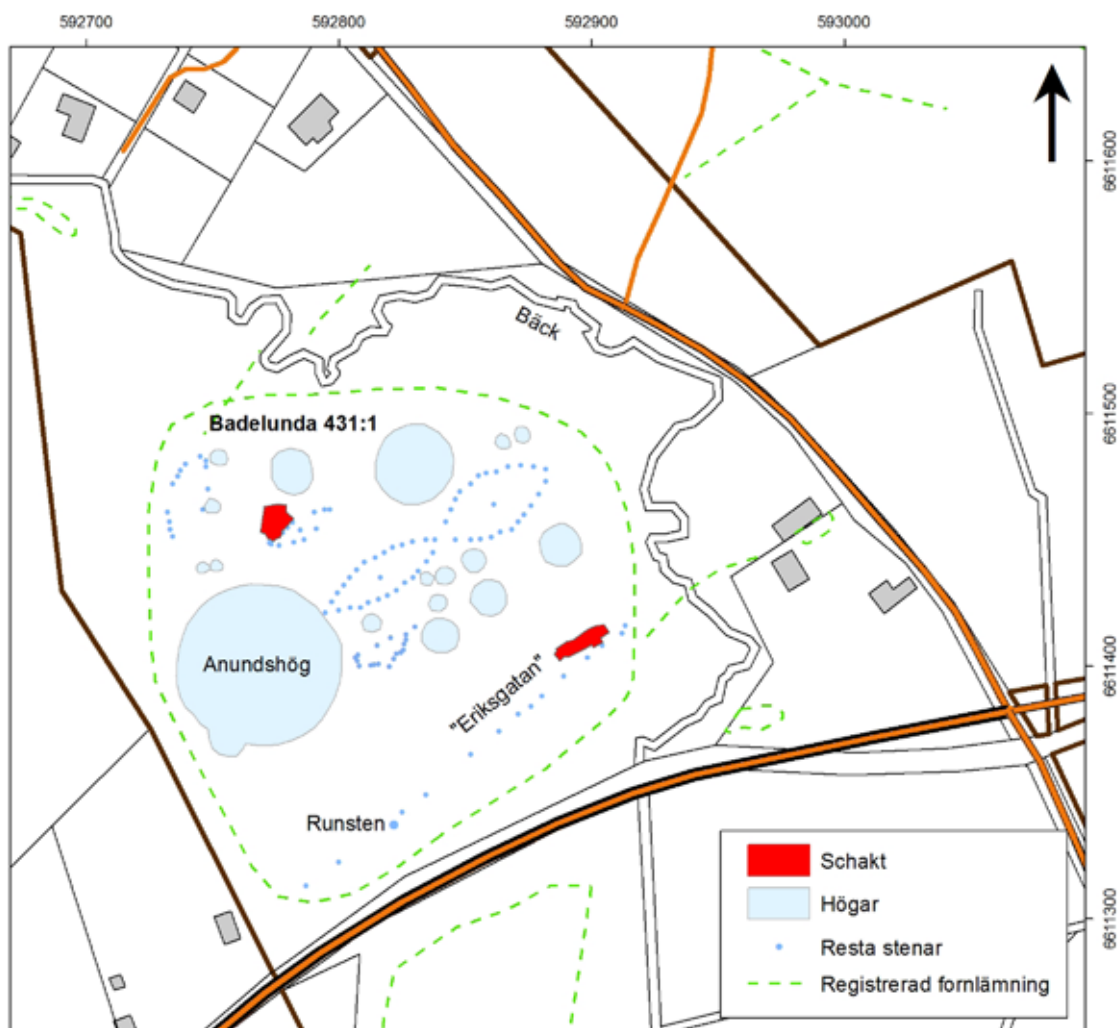 592700
592800
592900
593000
6611600
Bäck
6611500
Badelunda 431:1
Anundshög
6611400
"Eriksgatan"
Runsten
Schakt
Högar
6611300
Resta stenar
Registrerad fornlämning